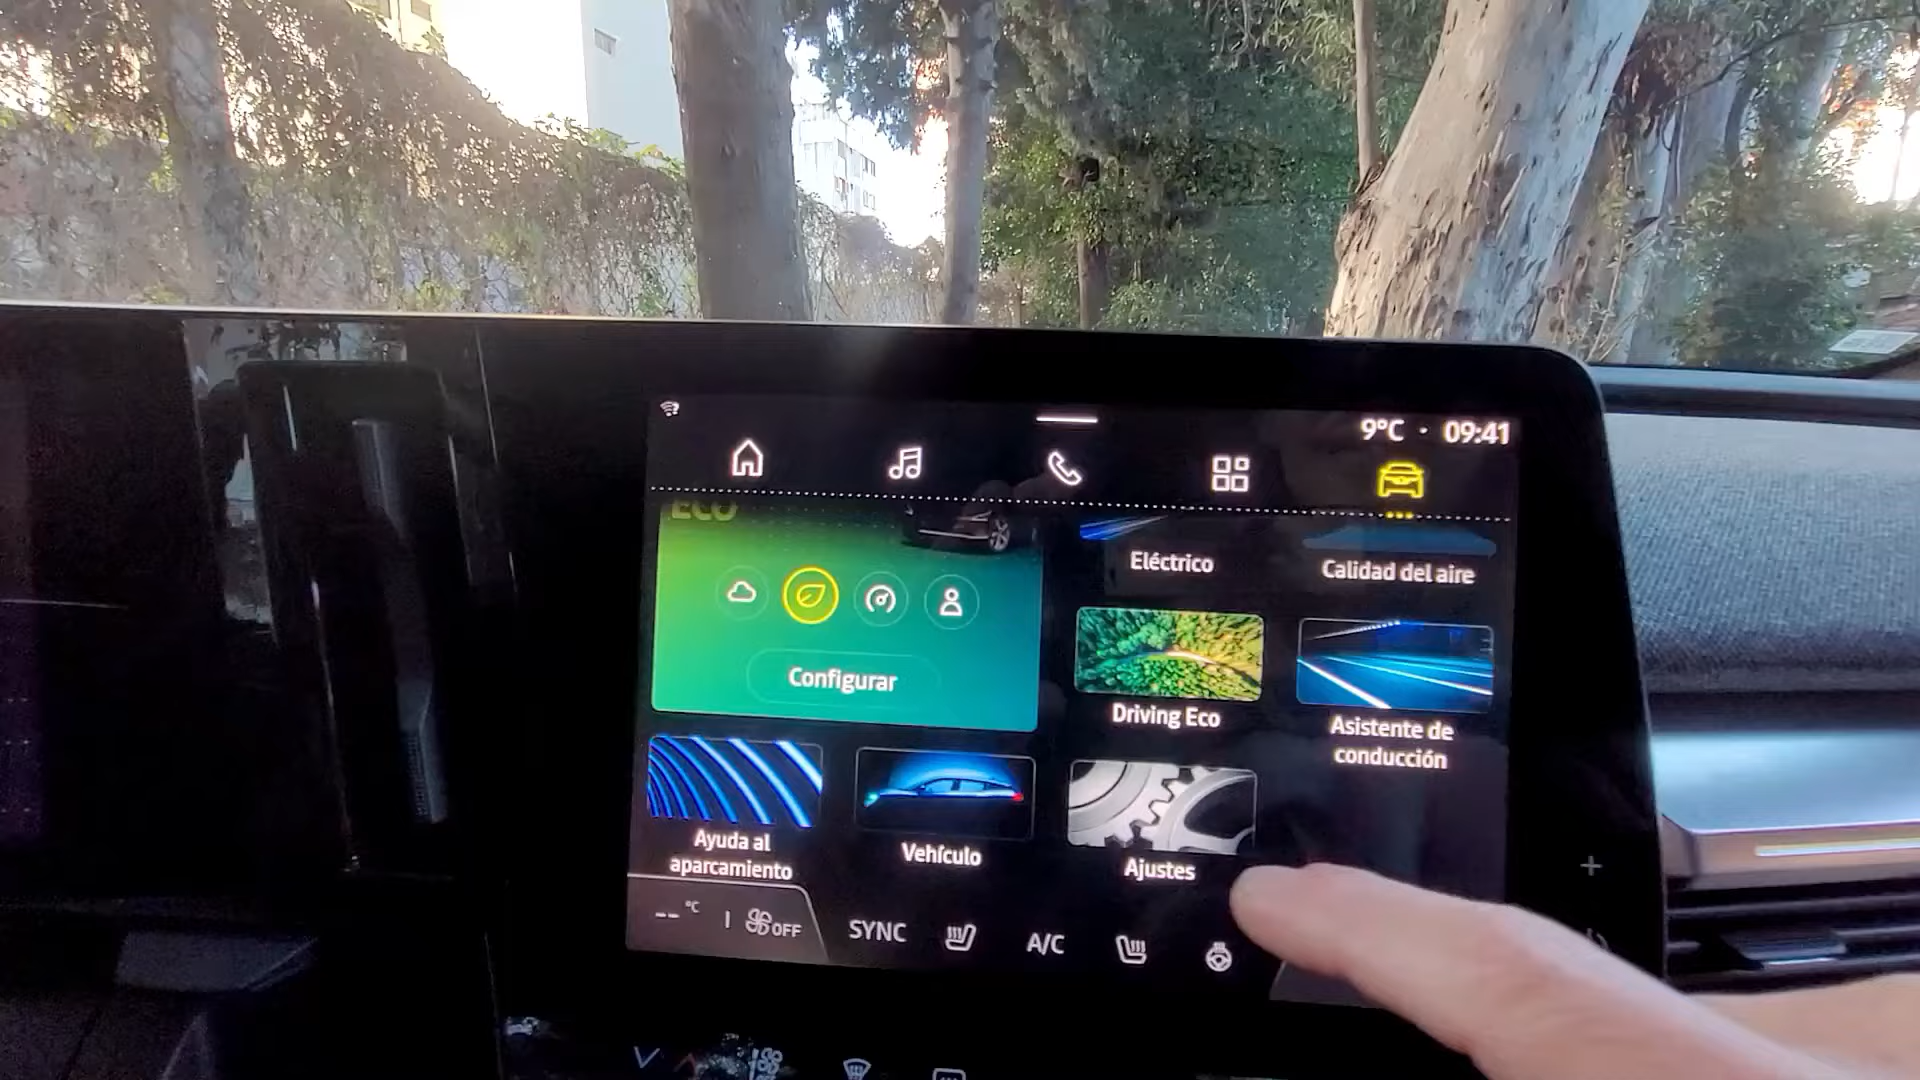 9°C · 09:41
ECO
Eléctrico
Calidad del aire
Configurar
Driving Eco
Asistente de
conducción
Ayuda al
aparcamiento
Vehículo
Ajustes
-- °C
OFF
SYNC
A/C
+